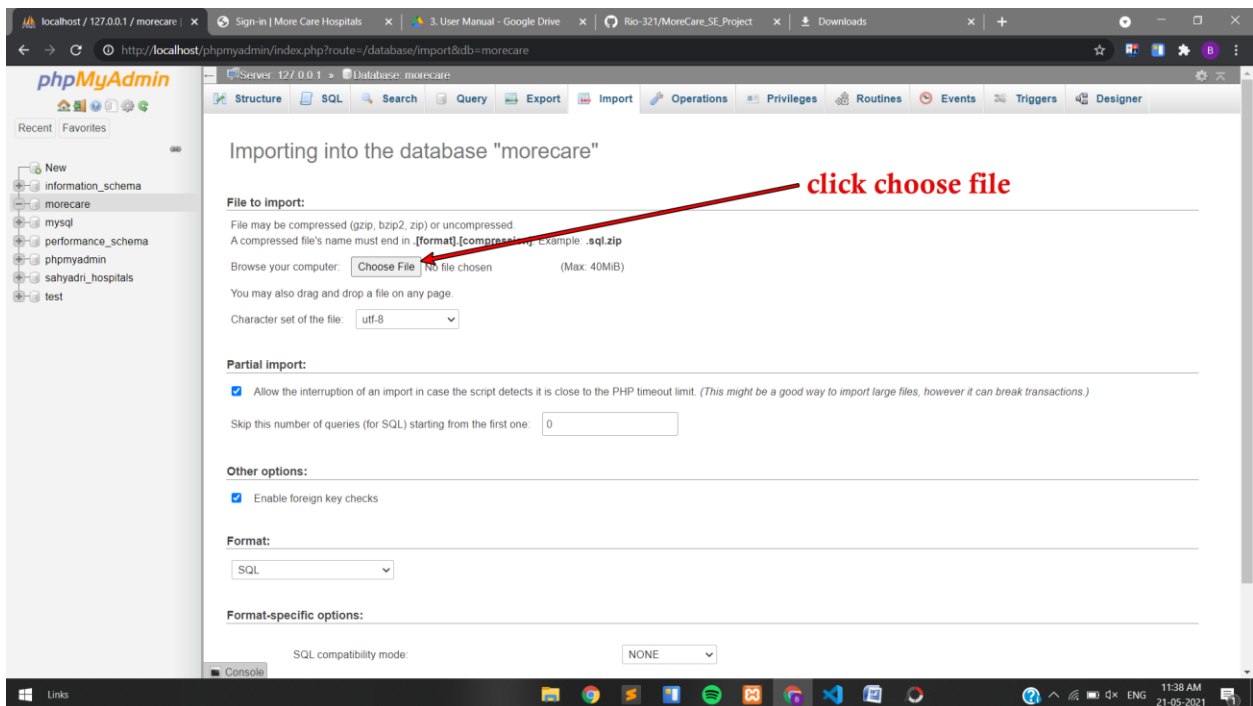 localhost / 127.0.0.1 / morecare |
Sign-in | More Care Hospitals
3. User Manual - Google Drive
Rio-321/MoreCare_SE_Project
Downloads
http://localhost/phpmyadmin/index.php?route=/database/import&db=morecare
B
phpMyAdmin
Recent Favorites
New
information_schema
morecare
mysql
performance_schema
phpmyadmin
sahyadri_hospitals
test
Server: 127.0.0.1 » Database: morecare
Structure SQL Search Query Export Import Operations Privileges Routines Events Triggers Designer
Importing into the database "morecare"
click choose file
File to import:
File may be compressed (gzip, bzip2, zip) or uncompressed.
A compressed file's name must end in .[format].[compression]. Example: .sql.zip
Browse your computer: Choose File No file chosen (Max: 40MiB)
You may also drag and drop a file on any page.
Character set of the file: utf-8
Partial import:
Allow the interruption of an import in case the script detects it is close to the PHP timeout limit. (This might be a good way to import large files, however it can break transactions.)
Skip this number of queries (for SQL) starting from the first one: 0
Other options:
Enable foreign key checks
Format:
SQL
Format-specific options:
SQL compatibility mode: NONE
Console
Links
ENG
11:38 AM
21-05-2021